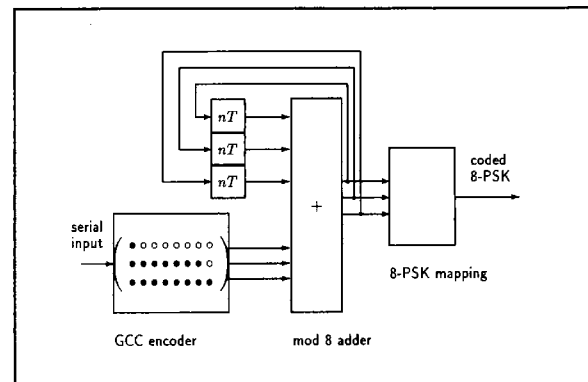 nT
nT
nT
+
coded
8-PSK
serial
input
8-PSK mapping
GCC encoder
mod 8 adder